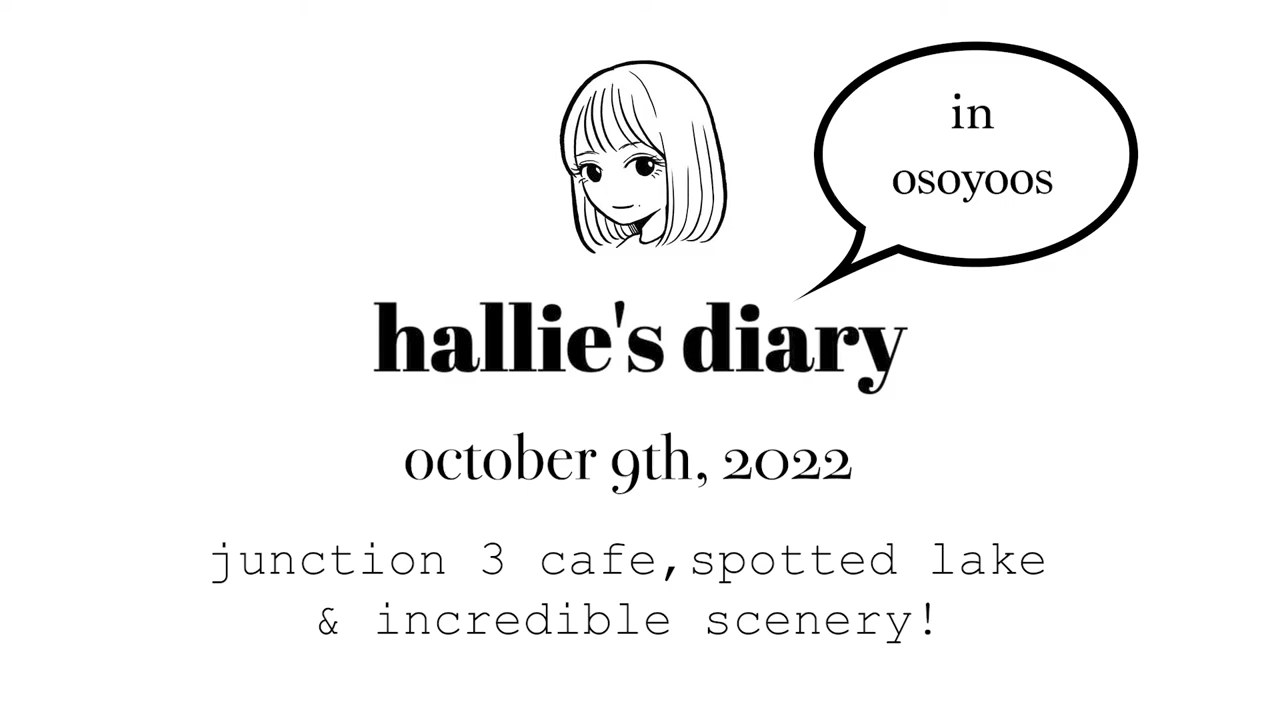 in
osoyoos
hallie's diary
october 9th, 2022
junction 3 cafe,spotted lake
& incredible scenery!